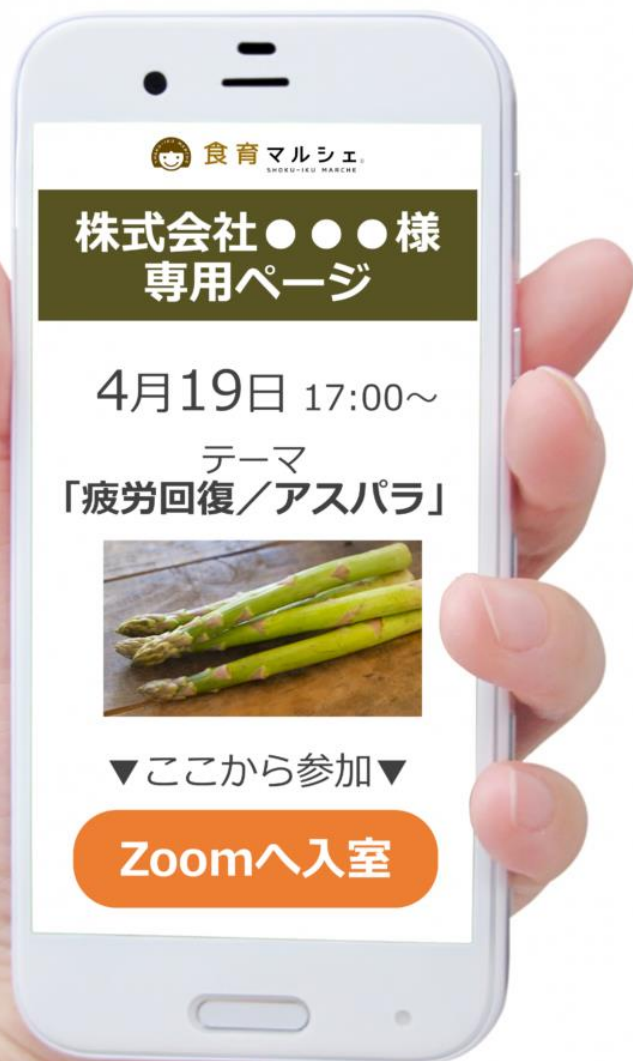 食育マルシェ®
SHOKU-IKU MARCHE
株式会社●●●様
専用ページ
4月19日 17:00～
テーマ
「疲労回復／アスパラ」
▼ここから参加▼
Zoomへ入室